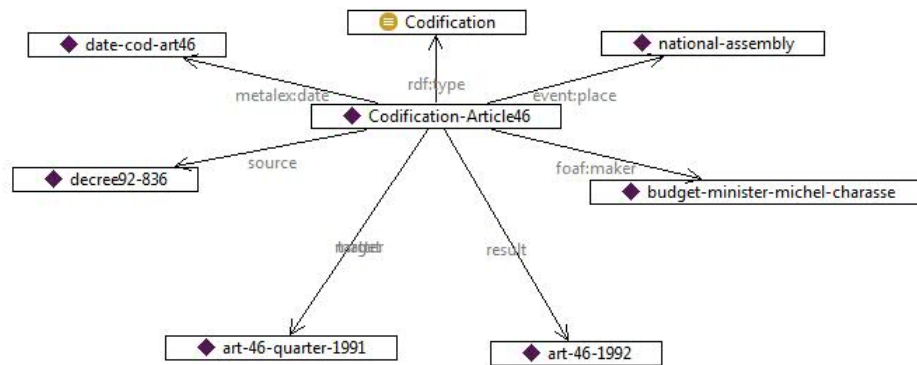 Codification
date-cod-art46
national-assembly
rdf:type
metalex:date
event:place
Codification-Article46
source
foaf:maker
decree92-836
budget-minister-michel-charasse
result
art-46-quarter-1991
art-46-1992